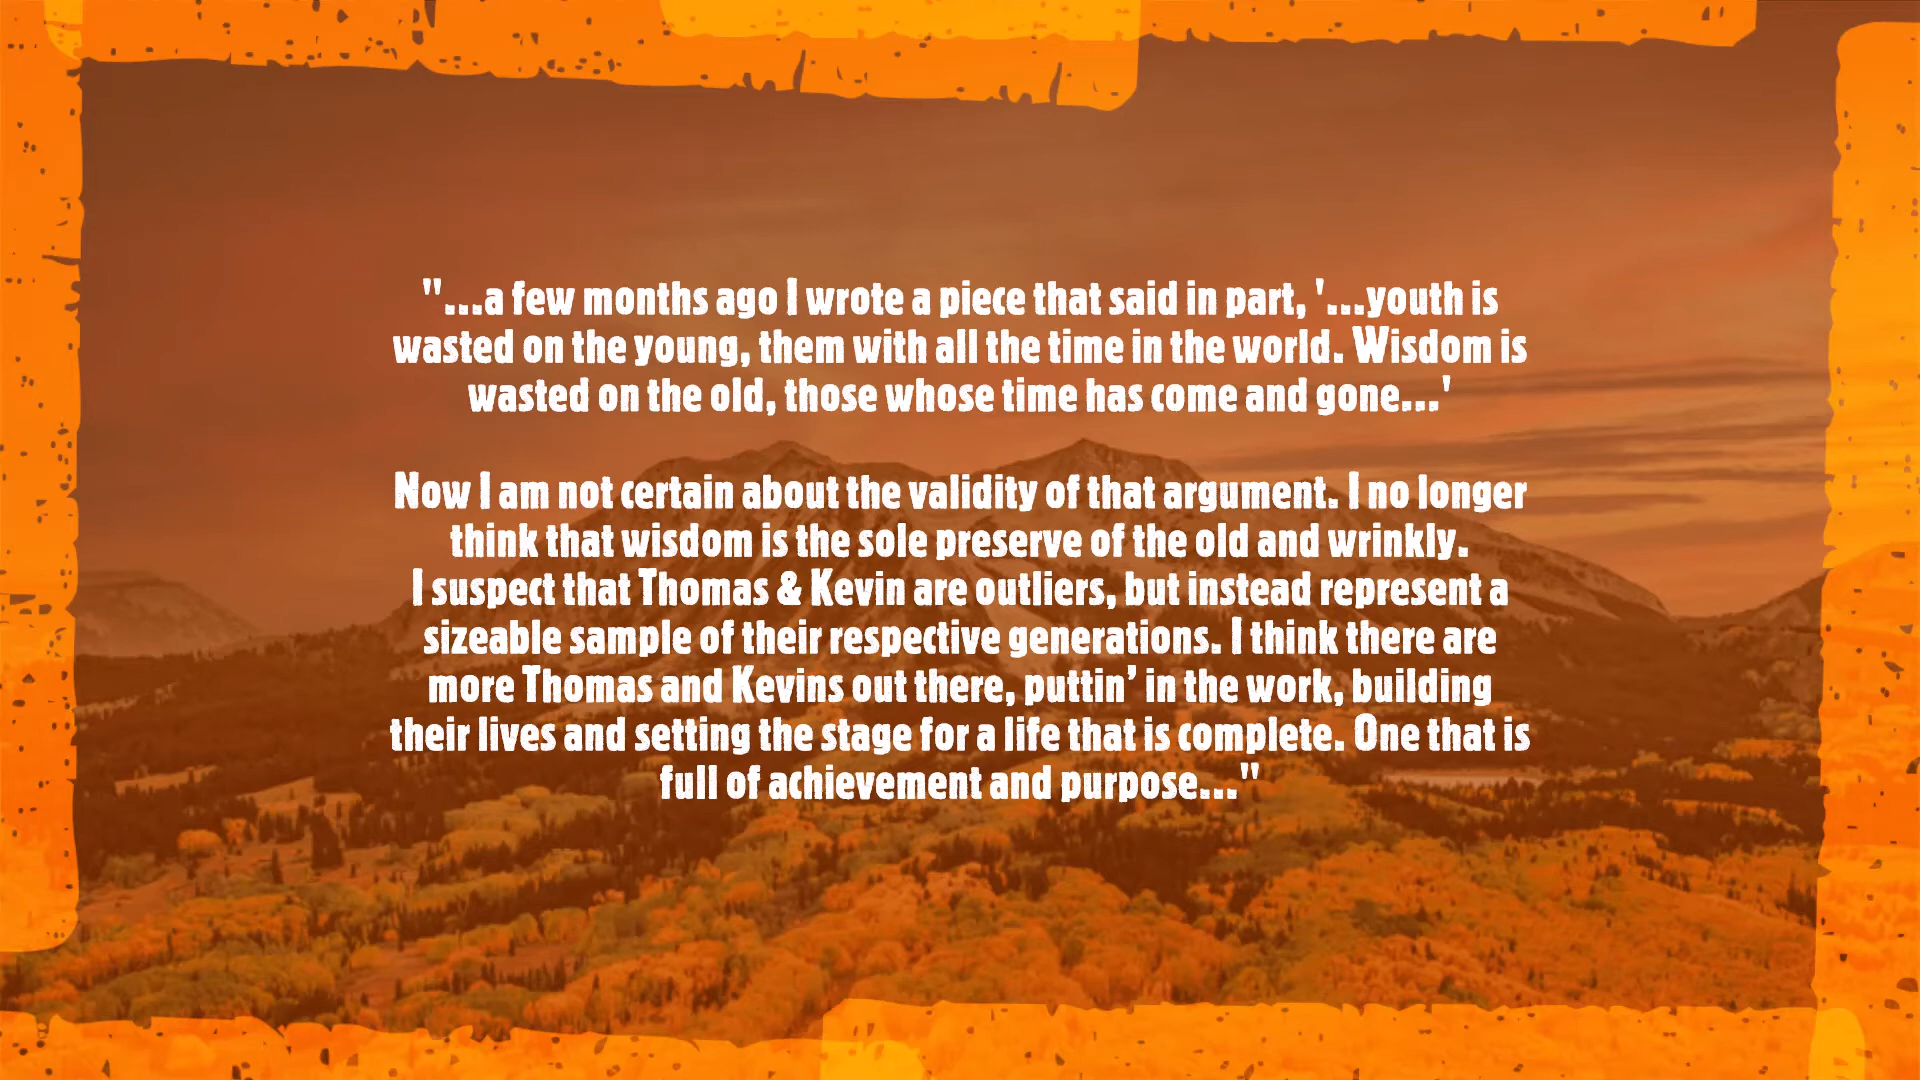 "...a few months ago I wrote a piece that said in part, '...youth is
wasted on the young, them with all the time in the world. Wisdom is
wasted on the old, those whose time has come and gone...'
Now I am not certain about the validity of that argument. I no longer
think that wisdom is the sole preserve of the old and wrinkly.
I suspect that Thomas & Kevin are outliers, but instead represent a
sizeable sample of their respective generations. I think there are
more Thomas and Kevins out there, puttin’ in the work, building
their lives and setting the stage for a life that is complete. One that is
full of achievement and purpose..."